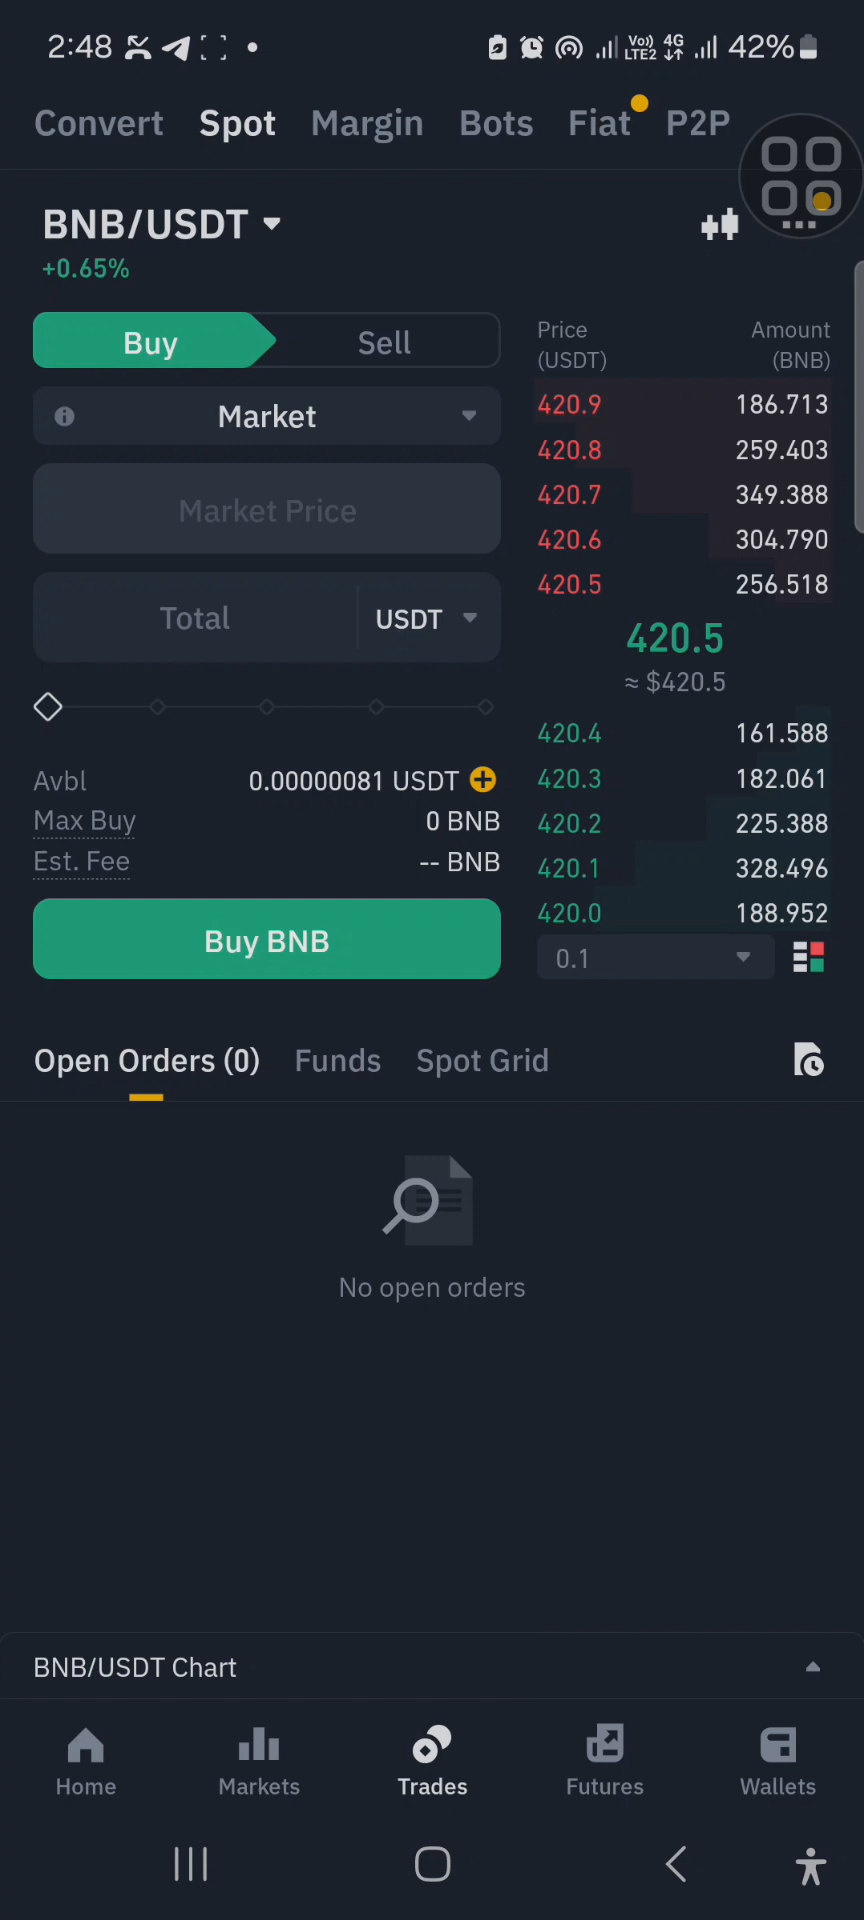 2:48
Vo)) 4G 42%
LTE2
Convert Spot Margin Bots Fiat P2P
BNB/USDT
+0.65%
Buy Sell
Price Amount
(USDT) (BNB)
Market
Market Price
Total USDT
420.9 186.713
420.8 259.403
420.7 349.388
420.6 304.790
420.5 256.518
420.5
≈ $420.5
420.4 161.588
420.3 182.061
420.2 225.388
420.1 328.496
420.0 188.952
Avbl 0.00000081 USDT
Max Buy 0 BNB
Est. Fee -- BNB
Buy BNB
0.1
Open Orders (0) Funds Spot Grid
No open orders
BNB/USDT Chart
Home Markets Trades Futures Wallets